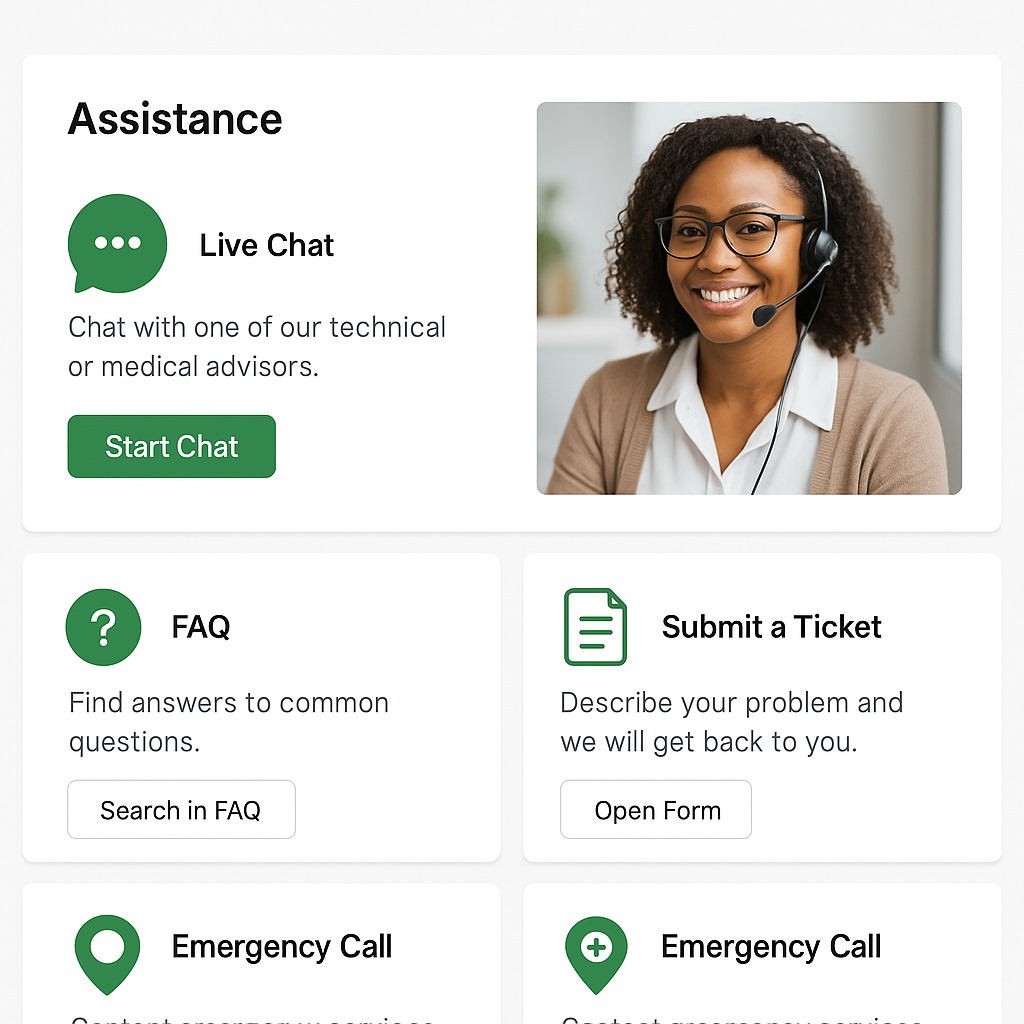 Assistance
Live Chat
Chat with one of our technical
or medical advisors.
Start Chat
FAQ
Find answers to common
questions.
Search in FAQ
Submit a Ticket
Describe your problem and
we will get back to you.
Open Form
Emergency Call
Emergency Call